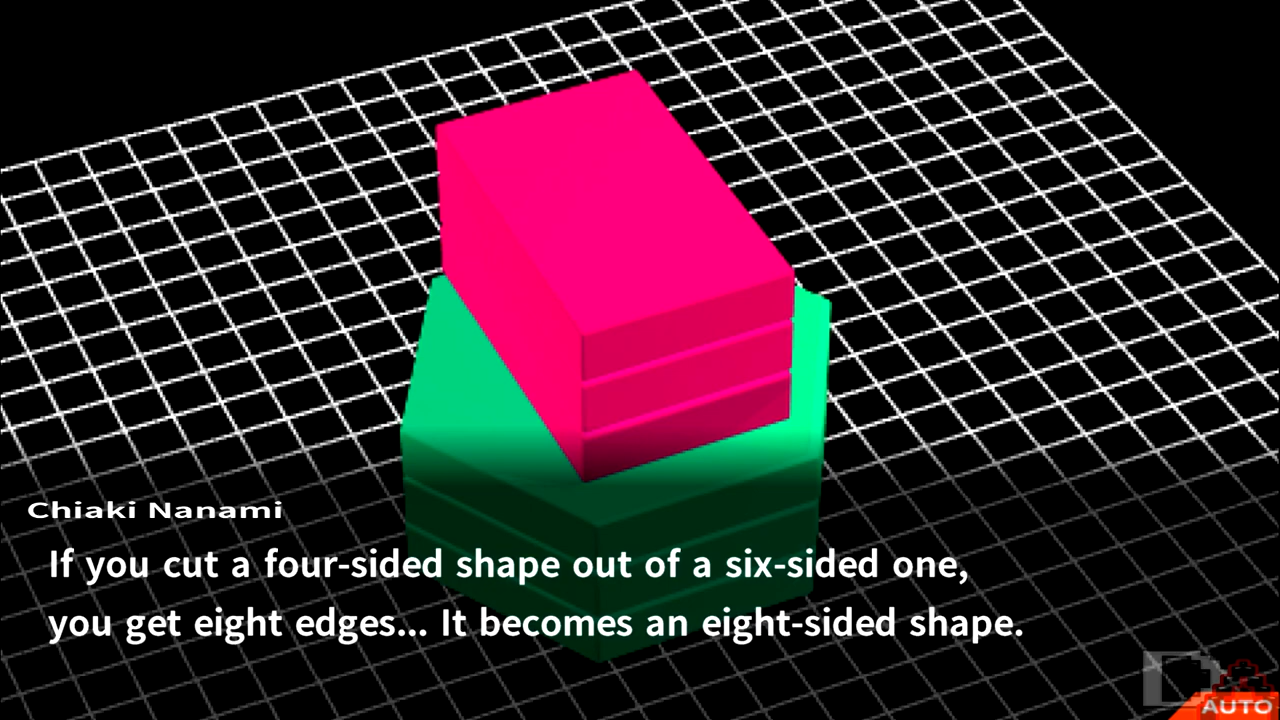 Chiaki Nanami
If you cut a four-sided shape out of a six-sided one,
you get eight edges... It becomes an eight-sided shape.
AUTO